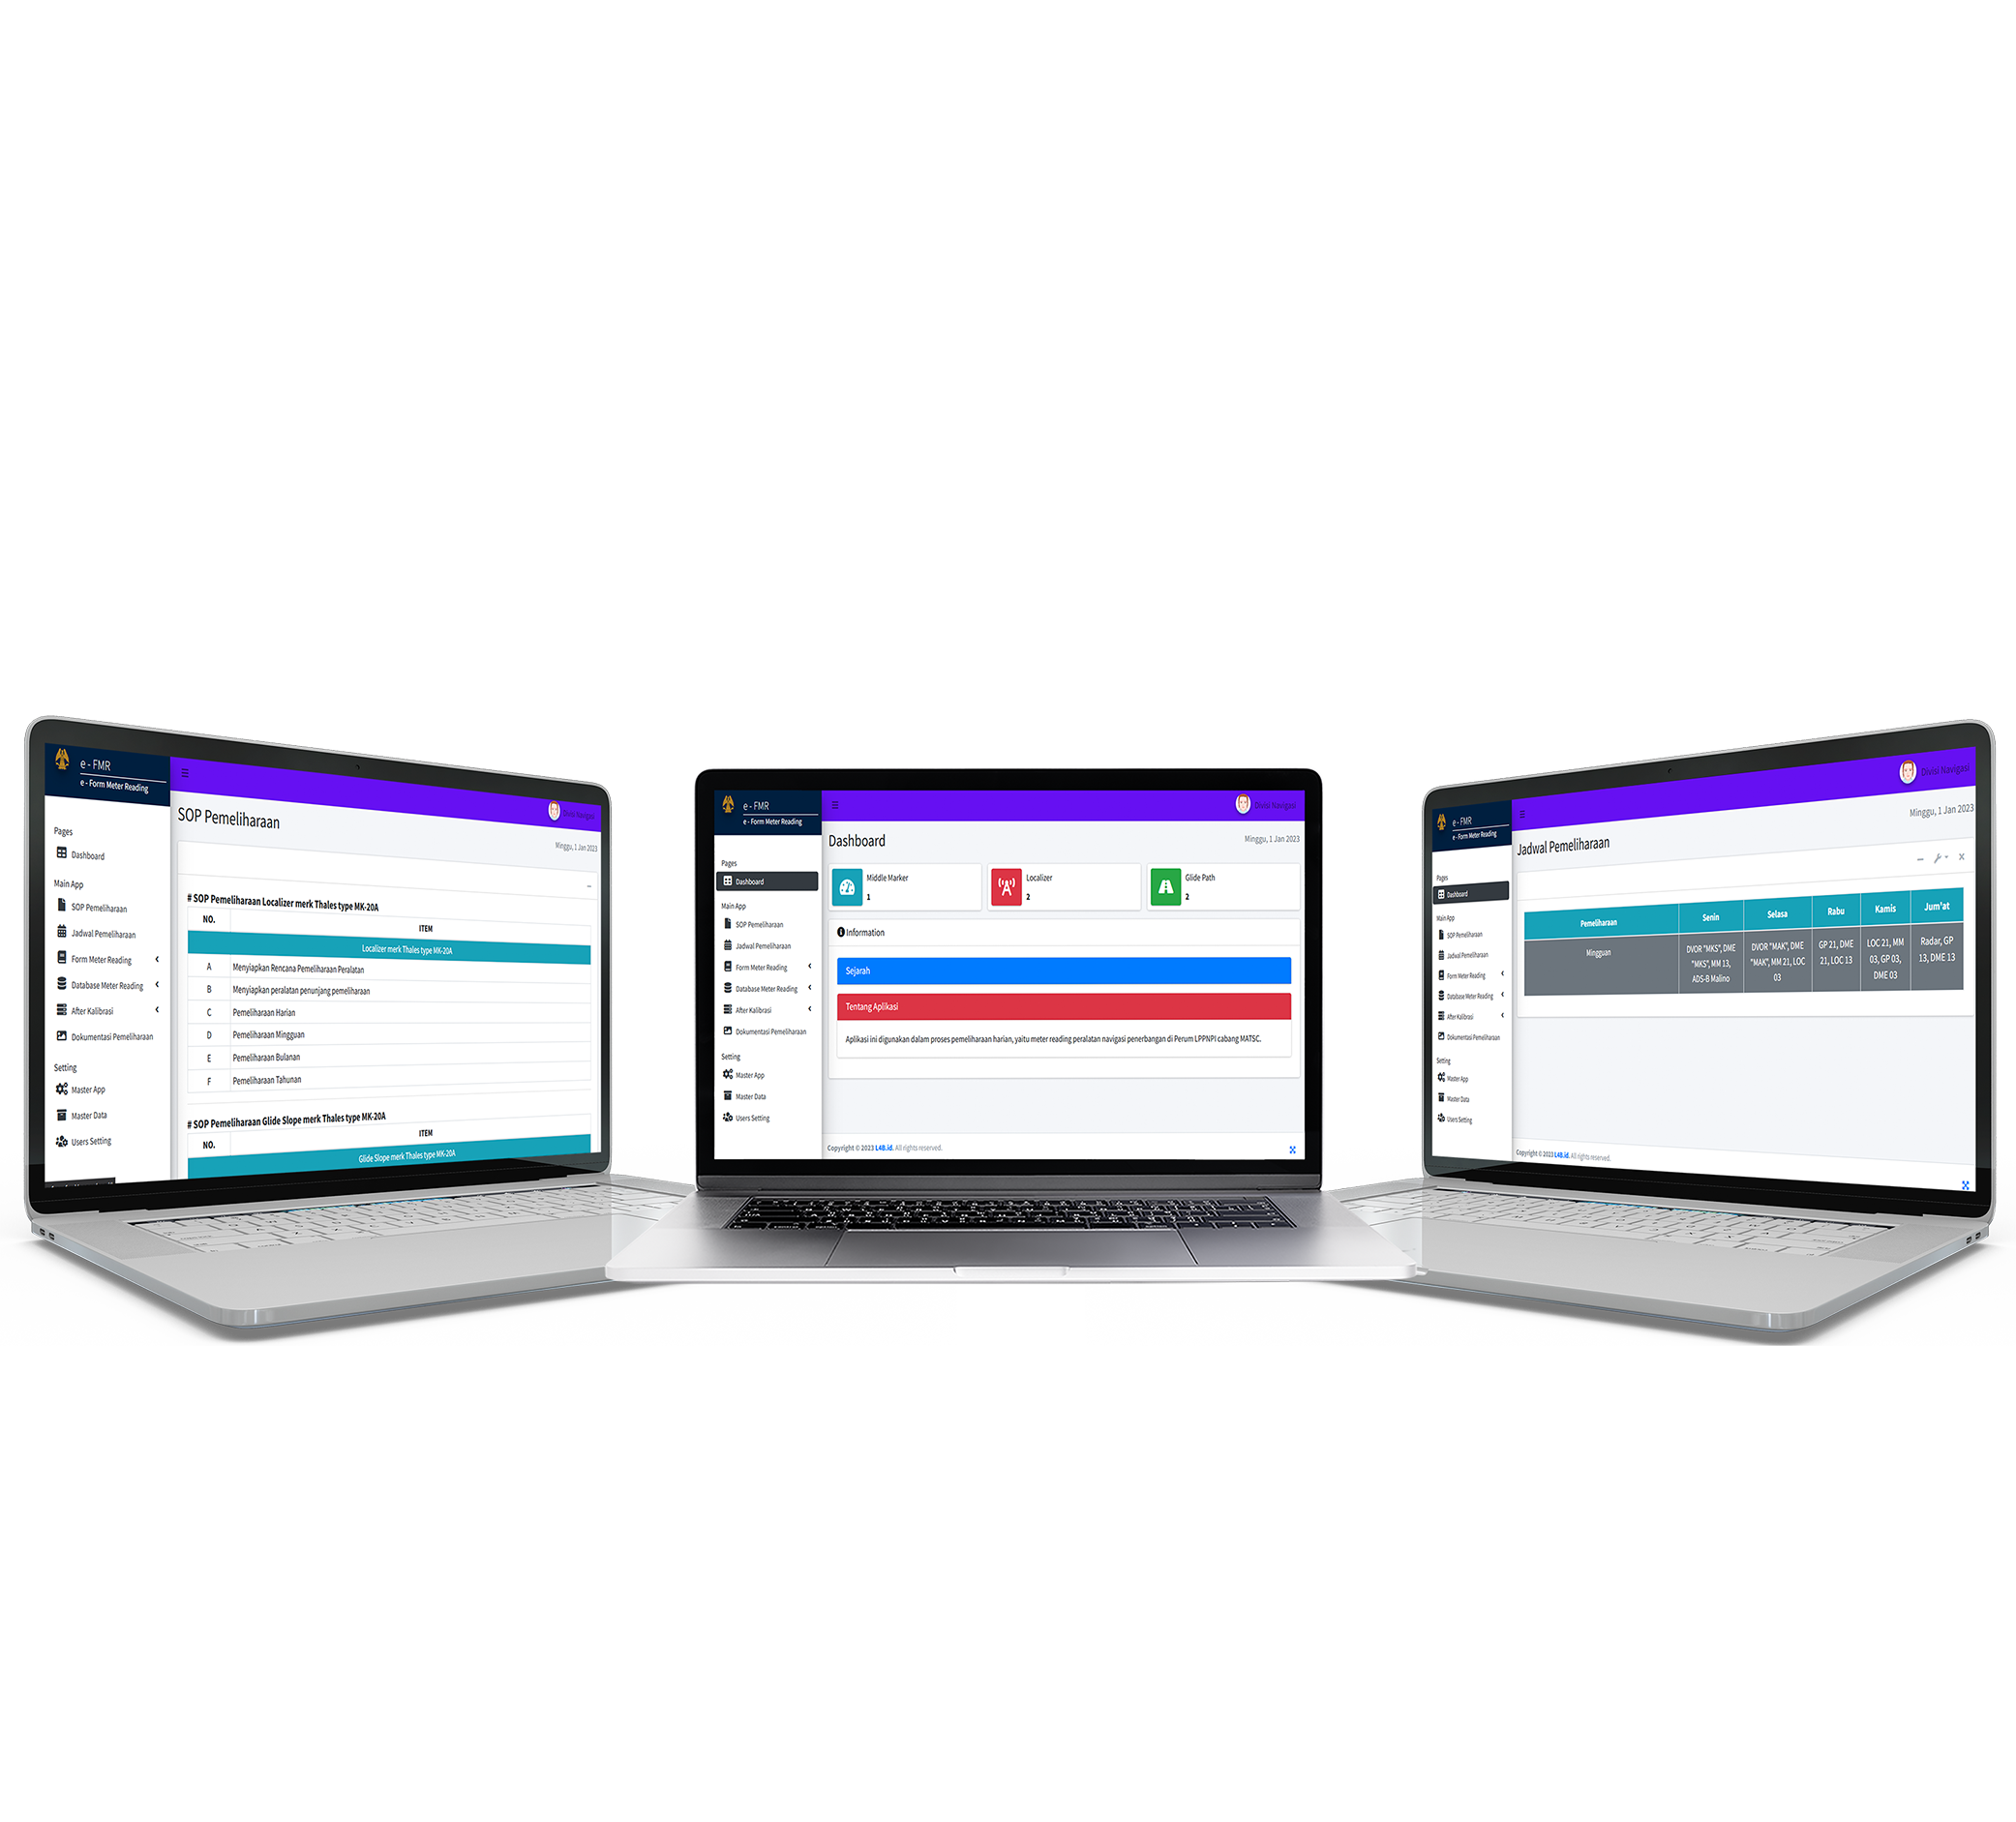 e - FMR
e - Form Meter Reading
Divisi Navigasi
Pages
Dashboard
Main App
SOP Pemeliharaan
Jadwal Pemeliharaan
Form Meter Reading
Database Meter Reading
After Kalibrasi
Dokumentasi Pemeliharaan
Setting
Master App
Master Data
Users Setting
SOP Pemeliharaan
Minggu, 1 Jan 2023
# SOP Pemeliharaan Localizer merk Thales type MK-20A
NO. ITEM
Localizer merk Thales type MK-20A
A Menyiapkan Rencana Pemeliharaan Peralatan
B Menyiapkan peralatan penunjang pemeliharaan
C Pemeliharaan Harian
D Pemeliharaan Mingguan
E Pemeliharaan Bulanan
F Pemeliharaan Tahunan
# SOP Pemeliharaan Glide Slope merk Thales type MK-20A
NO. ITEM
Glide Slope merk Thales type MK-20A
e - FMR
e - Form Meter Reading
Divisi Navigasi
Pages
Dashboard
Main App
SOP Pemeliharaan
Jadwal Pemeliharaan
Form Meter Reading
Database Meter Reading
After Kalibrasi
Dokumentasi Pemeliharaan
Setting
Master App
Master Data
Users Setting
Dashboard
Minggu, 1 Jan 2023
Middle Marker
1
Localizer
2
Glide Path
2
Information
Sejarah
Tentang Aplikasi
Aplikasi ini digunakan dalam proses pemeliharaan harian, yaitu meter reading peralatan navigasi penerbangan di Perum LPPNPI cabang MATSC.
Copyright © 2023 L4B.id. All rights reserved.
e - FMR
e - Form Meter Reading
Divisi Navigasi
Pages
Dashboard
Main App
SOP Pemeliharaan
Jadwal Pemeliharaan
Form Meter Reading
Database Meter Reading
After Kalibrasi
Dokumentasi Pemeliharaan
Setting
Master App
Master Data
Users Setting
Jadwal Pemeliharaan
Minggu, 1 Jan 2023
Pemeliharaan Senin Selasa Rabu Kamis Jum'at
Mingguan
DVOR "MKS", DME
"MKS", MM 13,
ADS-B Malino
DVOR "MAK", DME
"MAK", MM 21, LOC
03
GP 21, DME
21, LOC 13
LOC 21, MM
03, GP 03,
DME 03
Radar, GP
13, DME 13
Copyright © 2023 L4B.id. All rights reserved.